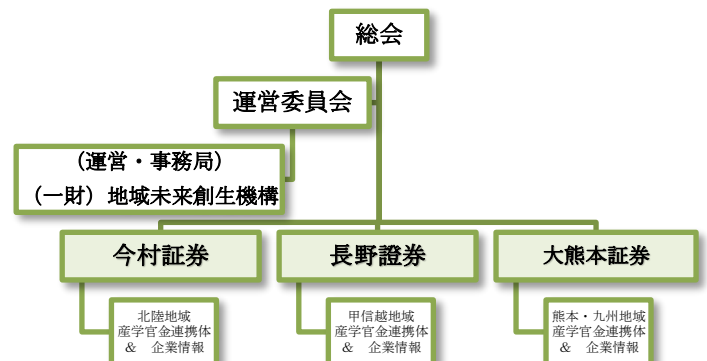 総会
運営委員会
（運営・事務局）
（一財）地域未来創生機構
今村証券
長野證券
大熊本証券
北陸地域
産学官金連携体
＆　企業情報
甲信越地域
産学官金連携体
＆　企業情報
熊本・九州地域
産学官金連携体
＆　企業情報